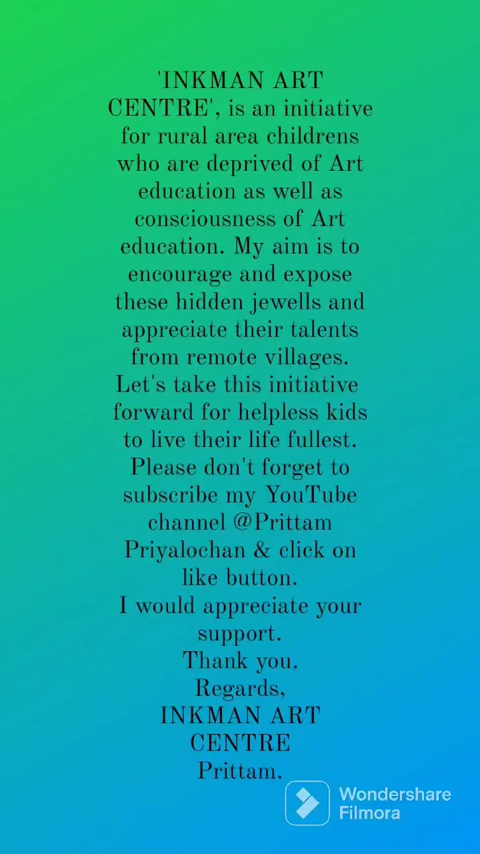 'INKMAN ART
CENTRE', is an initiative
for rural area childrens
who are deprived of Art
education as well as
consciousness of Art
education. My aim is to
encourage and expose
these hidden jewells and
appreciate their talents
from remote villages.
Let's take this initiative
forward for helpless kids
to live their life fullest.
Please don't forget to
subscribe my YouTube
channel @Prittam
Priyalochan & click on
like button.
I would appreciate your
support.
Thank you.
Regards,
INKMAN ART
CENTRE
Prittam.
Wondershare
Filmora